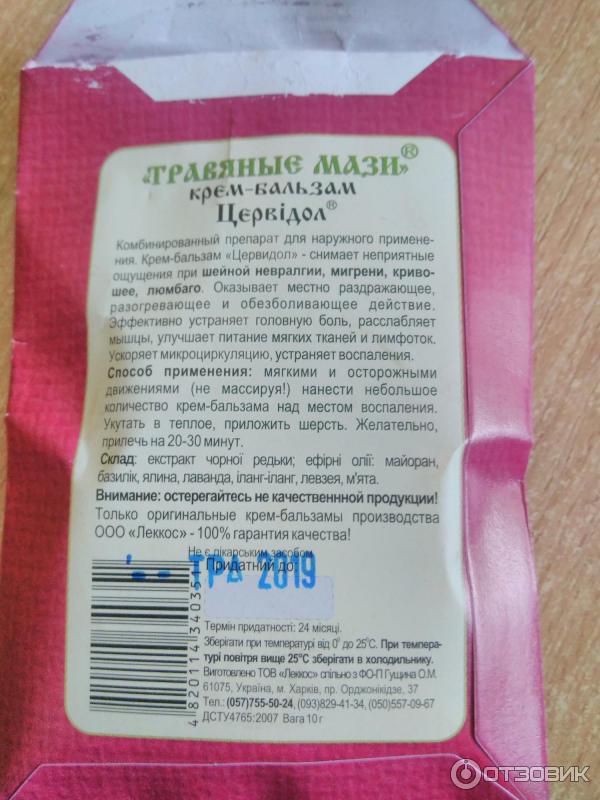 «ТРАВЯНЫЕ МАЗИ»®
КРЕМ-БАЛЬЗАМ
ЦЕРВІДОЛ®
Комбинированный препарат для наружного примене-
ния. Крем-бальзам «Цервидол» - снимает неприятные
ощущения при шейной невралгии, мигрени, криво-
шее, люмбаго. Оказывает местно раздражающее,
разогревающее и обезболивающее действие.
Эффективно устраняет головную боль, расслабляет
мышцы, улучшает питание мягких тканей и лимфоток.
Ускоряет микроциркуляцию, устраняет воспаления.
Способ применения: мягкими и осторожными
движениями (не массируя!) нанести небольшое
количество крем-бальзама над местом воспаления.
Укутать в теплое, приложить шерсть. Желательно,
прилечь на 20-30 минут.
Склад: екстракт чорної редьки; ефірні олії: майоран,
базилік, ялина, лаванда, іланг-іланг, левзея, м'ята.
Внимание: остерегайтесь не качественнной продукции!
Только оригинальные крем-бальзамы производства
ООО «Леккос» - 100% гарантия качества!
Не є лікарським засобом
Придатний до:
ТРА 2019
4 820114 340351
Термін придатності: 24 місяці.
Зберігати при температурі від 0° до 25°С. При темпера-
турі повітря вище 25°С зберігати в холодильнику.
Виготовлено ТОВ «Леккос» спільно з ФО-П Гущина О.М.
61075, Україна, м. Харків, пр. Орджонікідзе, 37
Тел.: (057)755-50-24, (093)829-41-34, (050)557-09-67
ДСТУ4765:2007 Вага 10 г
ОТЗОВИК